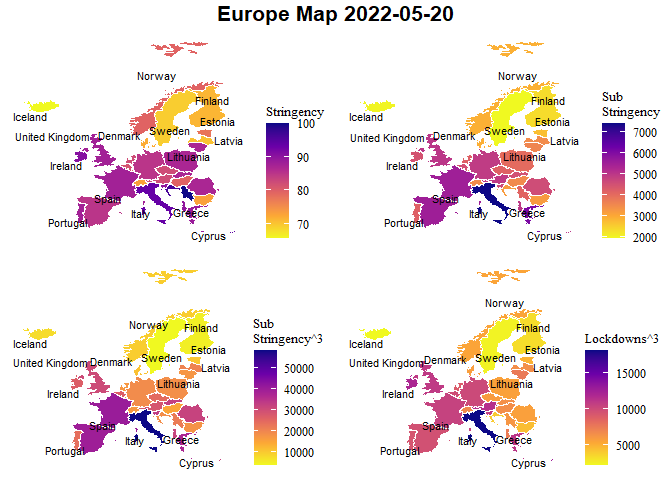 Europe Map 2022-05-20
Norway
Finland
Iceland
Estonia
Sweden
United Kingdom
Denmark
Latvia
Ireland
Lithuania
Spain
Portugal
Italy
Greece
Cyprus
Stringency
100
90
80
70
Norway
Finland
Iceland
Estonia
Sweden
United Kingdom
Denmark
Latvia
Ireland
Lithuania
Spain
Portugal
Italy
Greece
Cyprus
Sub
Stringency
7000
6000
5000
4000
3000
2000
Norway
Finland
Iceland
Estonia
Sweden
United Kingdom
Denmark
Latvia
Ireland
Lithuania
Spain
Portugal
Italy
Greece
Cyprus
Sub
Stringency^3
50000
40000
30000
20000
10000
Norway
Finland
Iceland
Estonia
Sweden
United Kingdom
Denmark
Latvia
Ireland
Lithuania
Spain
Portugal
Italy
Greece
Cyprus
Lockdowns^3
15000
10000
5000